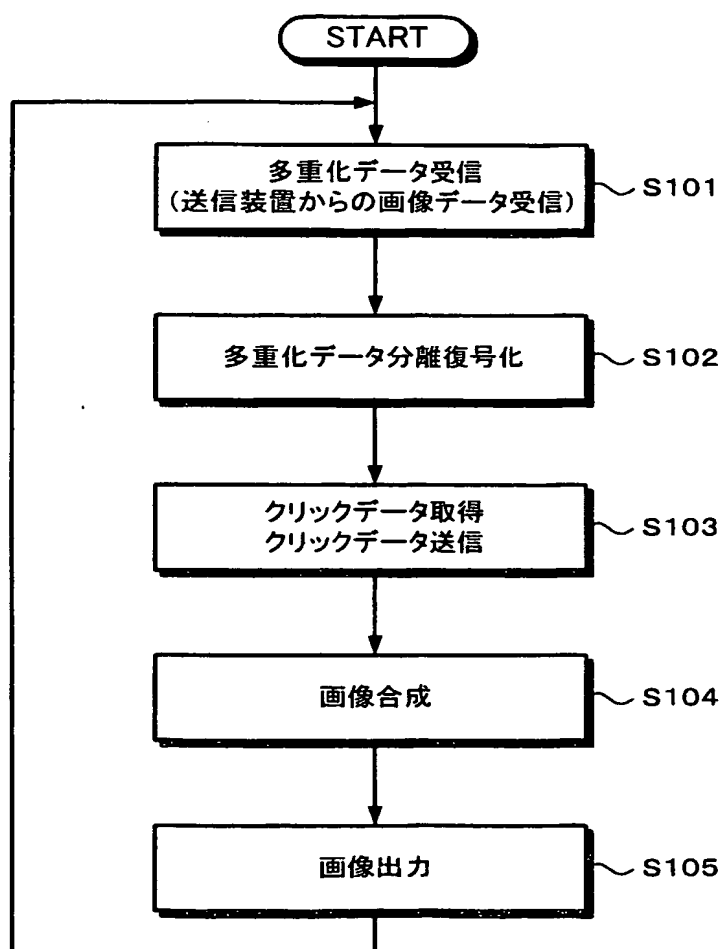 START
多重化データ受信
(送信装置からの画像データ受信)
S101
多重化データ分離復号化
S102
クリックデータ取得
クリックデータ送信
S103
画像合成
S104
画像出力
S105